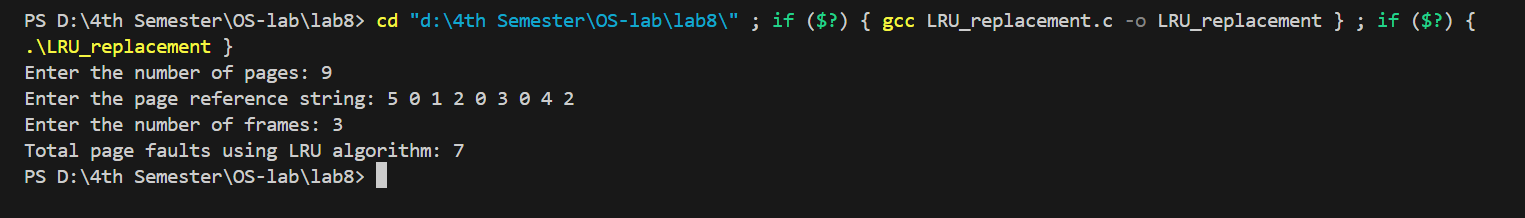 PS D:\4th Semester\OS-lab\lab8> cd "d:\4th Semester\OS-lab\lab8\" ; if ($?) { gcc LRU_replacement.c -o LRU_replacement } ; if ($?) {
.\LRU_replacement }
Enter the number of pages: 9
Enter the page reference string: 5 0 1 2 0 3 0 4 2
Enter the number of frames: 3
Total page faults using LRU algorithm: 7
PS D:\4th Semester\OS-lab\lab8>